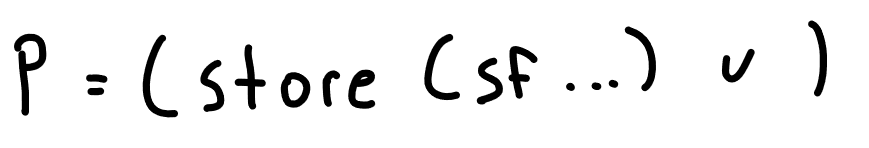 P = (store (sf ...) v )